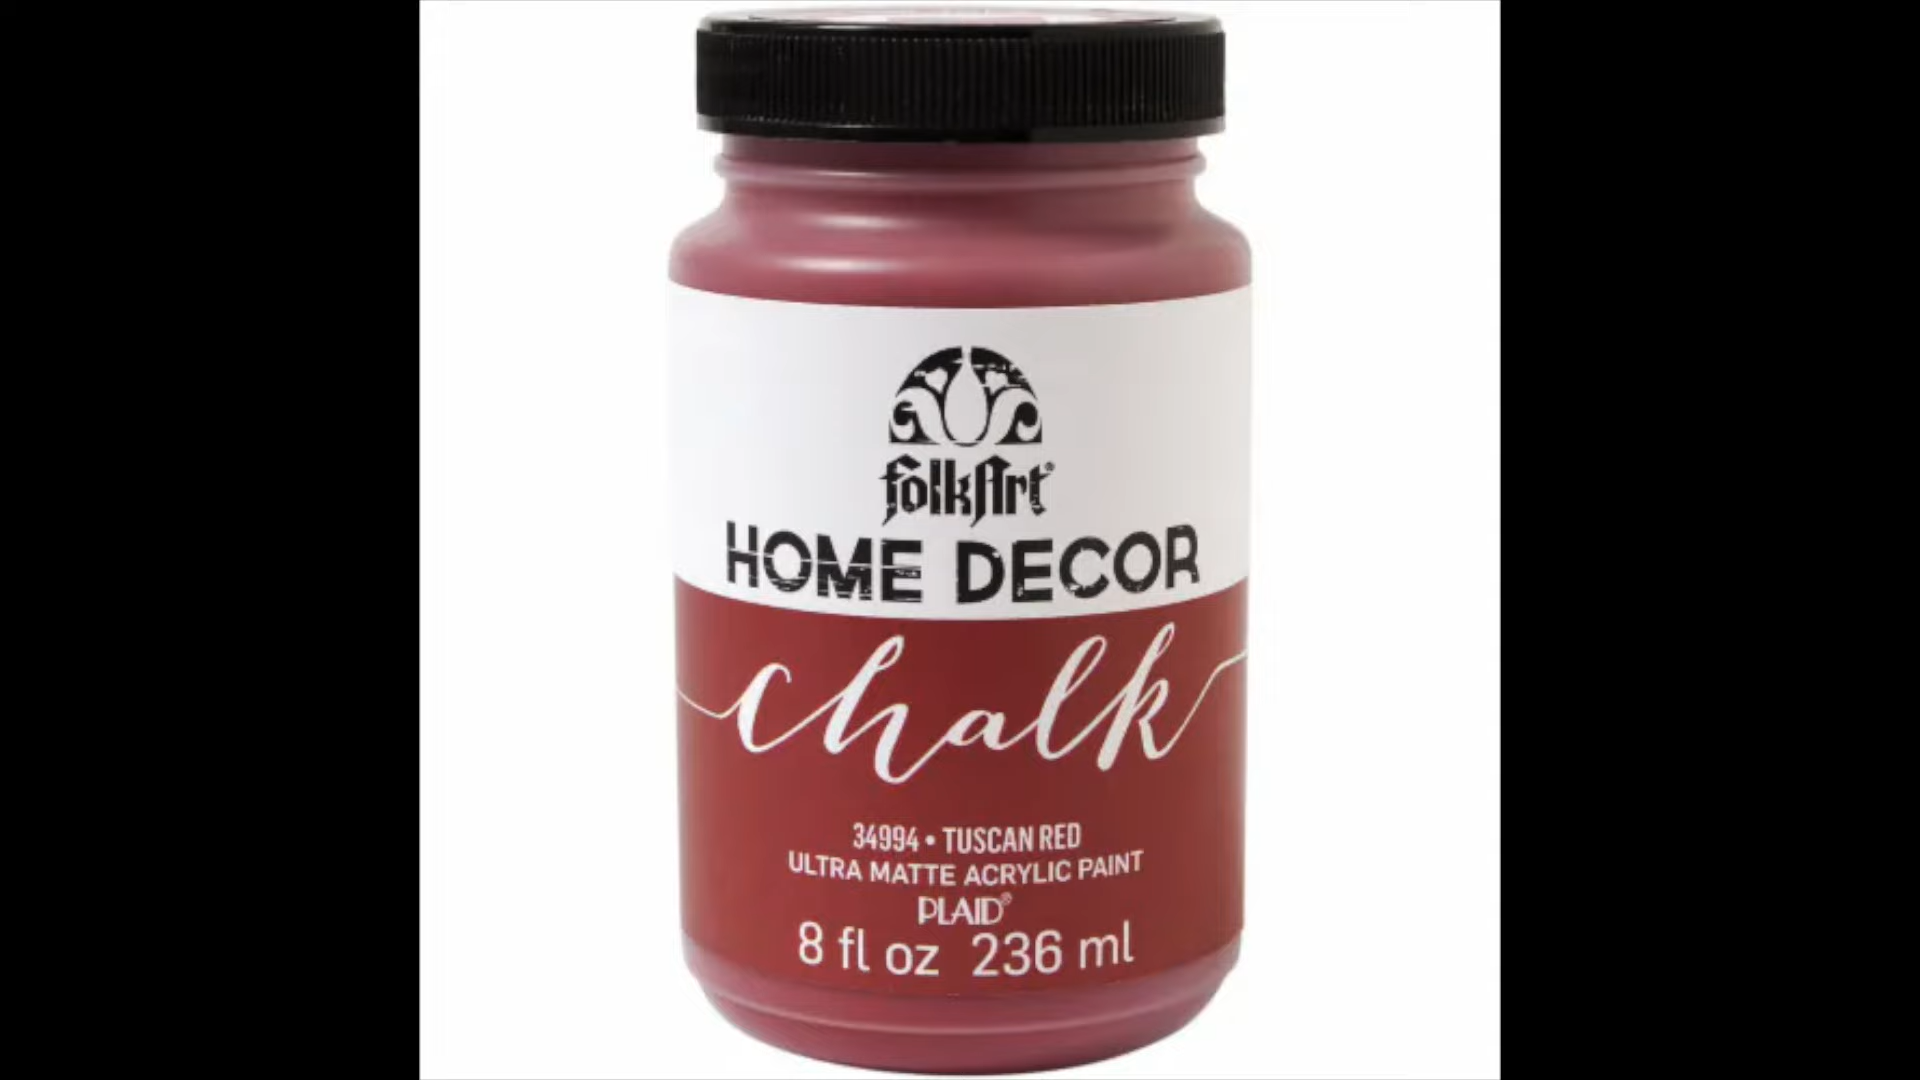 folkArt®
HOME DECOR
chalk
34994 • TUSCAN RED
ULTRA MATTE ACRYLIC PAINT
PLAID®
8 fl oz 236 ml